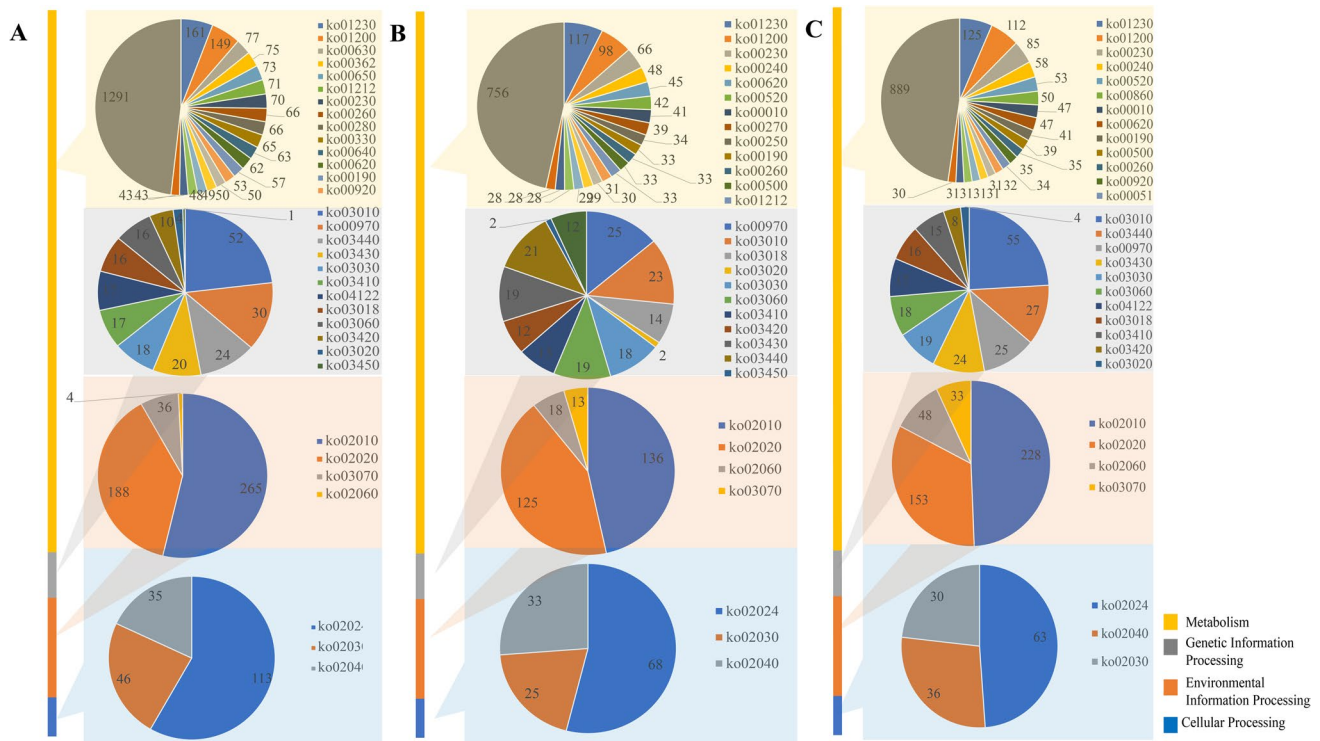 A
161
149
77
75
73
71
70
66
66
65
63
62
57
53
50
50
49
48
43
43
1291
ko01230
ko01200
ko00630
ko00362
ko00650
ko01212
ko00230
ko00260
ko00280
ko00330
ko00640
ko00620
ko00190
ko00920
52
30
24
20
18
17
16
16
10
1
ko03010
ko00970
ko03440
ko03430
ko03030
ko03410
ko04122
ko03018
ko03060
ko03420
ko03020
ko03450
4
36
188
265
ko02010
ko02020
ko03070
ko02060
35
46
113
ko0202
ko0203
ko0204
B
117
98
66
48
45
42
41
39
34
33
33
33
33
31
30
29
29
28
28
28
756
ko01230
ko01200
ko00230
ko00240
ko00620
ko00520
ko00010
ko00270
ko00250
ko00190
ko00260
ko00500
ko01212
25
23
14
2
18
19
12
19
21
2
12
ko00970
ko03010
ko03018
ko03020
ko03030
ko03060
ko03410
ko03420
ko03430
ko03440
ko03450
13
18
125
136
ko02010
ko02020
ko02060
ko03070
33
25
68
ko02024
ko02030
ko02040
C
125
112
85
58
53
50
47
47
41
39
35
35
34
32
31
31
31
31
30
889
ko01230
ko01200
ko00230
ko00240
ko00520
ko00860
ko00010
ko00620
ko00190
ko00500
ko00260
ko00920
ko00051
55
27
25
24
19
18
16
15
8
4
ko03010
ko03440
ko00970
ko03430
ko03030
ko03060
ko04122
ko03018
ko03410
ko03420
ko03020
33
48
153
228
ko02010
ko02020
ko02060
ko03070
30
36
63
ko02024
ko02040
ko02030
Metabolism
Genetic Information
Processing
Environmental
Information Processing
Cellular Processing